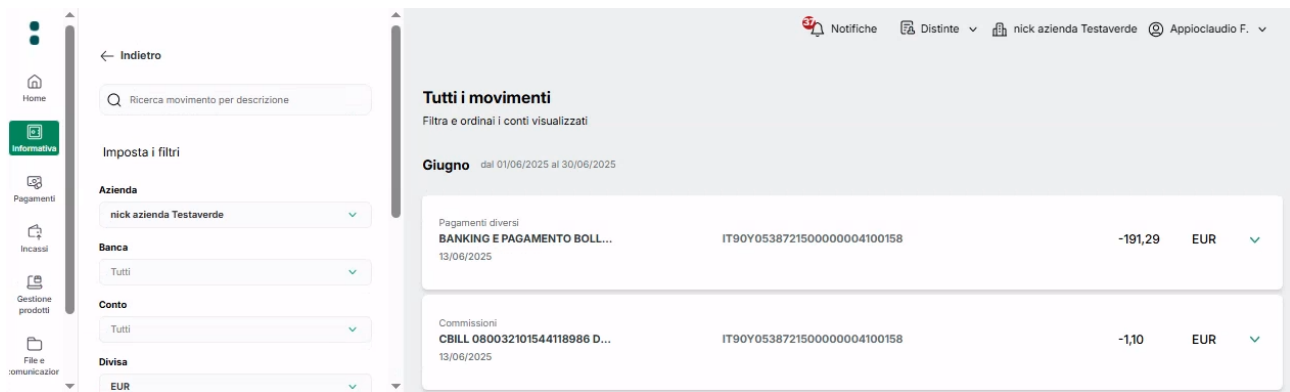 37
Notifiche
Distinte
nick azienda Testaverde
Appioclaudio F.
Home
Informativa
Pagamenti
Incassi
Gestione
prodotti
File e
comunicazion
Indietro
Ricerca movimento per descrizione
Imposta i filtri
Azienda
nick azienda Testaverde
Banca
Tutti
Conto
Tutti
Divisa
EUR
Tutti i movimenti
Filtra e ordinai i conti visualizzati
Giugno dal 01/06/2025 al 30/06/2025
Pagamenti diversi
BANKING E PAGAMENTO BOLL...
13/06/2025
IT90Y0538721500000004100158
-191,29 EUR
Commissioni
CBILL 080032101544118986 D...
13/06/2025
IT90Y0538721500000004100158
-1,10 EUR